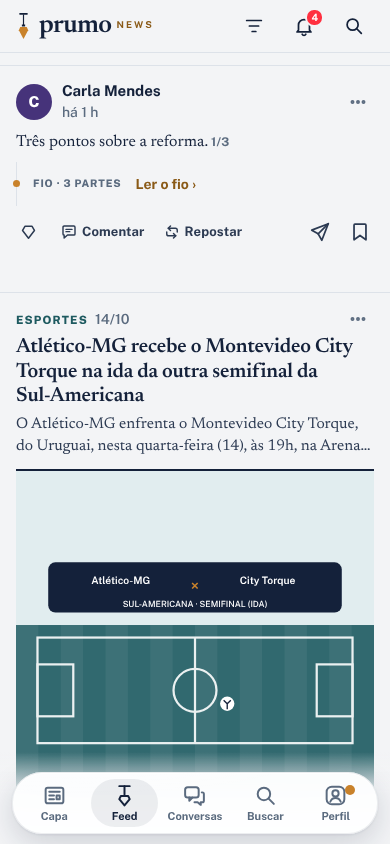 prumo NEWS
4
C
Carla Mendes
há 1 h
Três pontos sobre a reforma. 1/3
FIO · 3 PARTES Ler o fio ›
Comentar Repostar
ESPORTES 14/10
Atlético-MG recebe o Montevideo City
Torque na ida da outra semifinal da
Sul-Americana
O Atlético-MG enfrenta o Montevideo City Torque,
do Uruguai, nesta quarta-feira (14), às 19h, na Arena...
Atlético-MG × City Torque
SUL-AMERICANA · SEMIFINAL (IDA)
Capa Feed Conversas Buscar Perfil